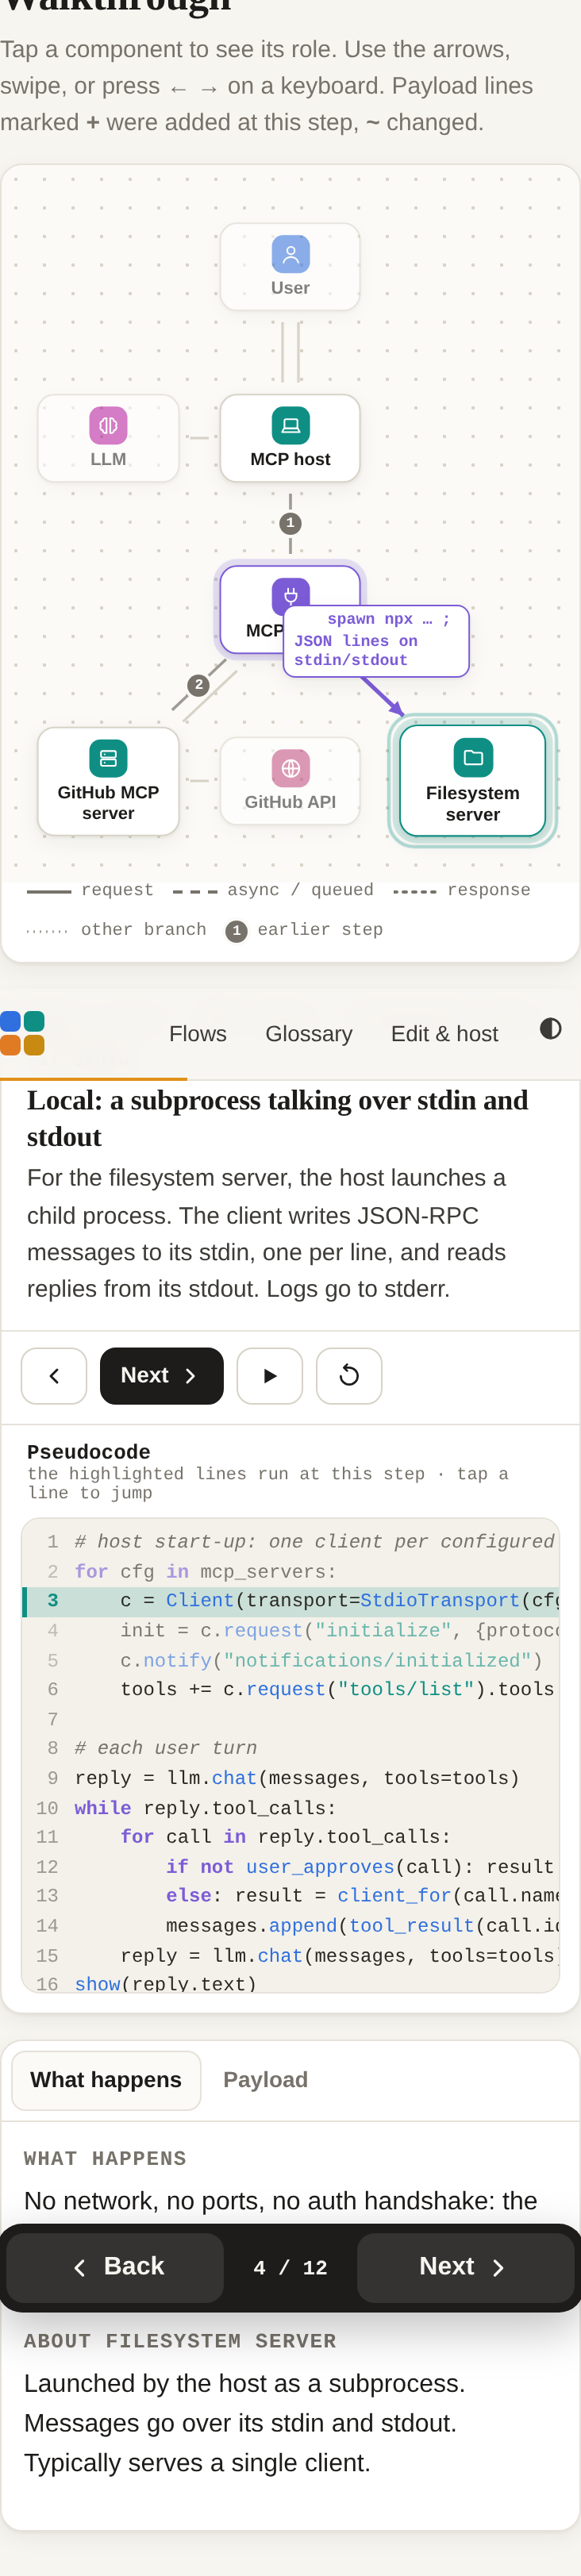 Walkthrough
Tap a component to see its role. Use the arrows,
swipe, or press ← → on a keyboard. Payload lines
marked + were added at this step, ~ changed.
User
LLM
MCP host
1
MCP
spawn npx … ;
JSON lines on
stdin/stdout
2
GitHub MCP
server
GitHub API
Filesystem
server
request async / queued response
other branch 1 earlier step
Flows Glossary Edit & host
Local: a subprocess talking over stdin and
stdout
For the filesystem server, the host launches a
child process. The client writes JSON-RPC
messages to its stdin, one per line, and reads
replies from its stdout. Logs go to stderr.
Next
Pseudocode
the highlighted lines run at this step · tap a
line to jump
1 # host start-up: one client per configured
2 for cfg in mcp_servers:
3 c = Client(transport=StdioTransport(cfg
4 init = c.request("initialize", {protoco
5 c.notify("notifications/initialized")
6 tools += c.request("tools/list").tools
7
8 # each user turn
9 reply = llm.chat(messages, tools=tools)
10 while reply.tool_calls:
11 for call in reply.tool_calls:
12 if not user_approves(call): result
13 else: result = client_for(call.name
14 messages.append(tool_result(call.id
15 reply = llm.chat(messages, tools=tools)
16 show(reply.text)
What happens Payload
WHAT HAPPENS
No network, no ports, no auth handshake: the
Back 4 / 12 Next
ABOUT FILESYSTEM SERVER
Launched by the host as a subprocess.
Messages go over its stdin and stdout.
Typically serves a single client.